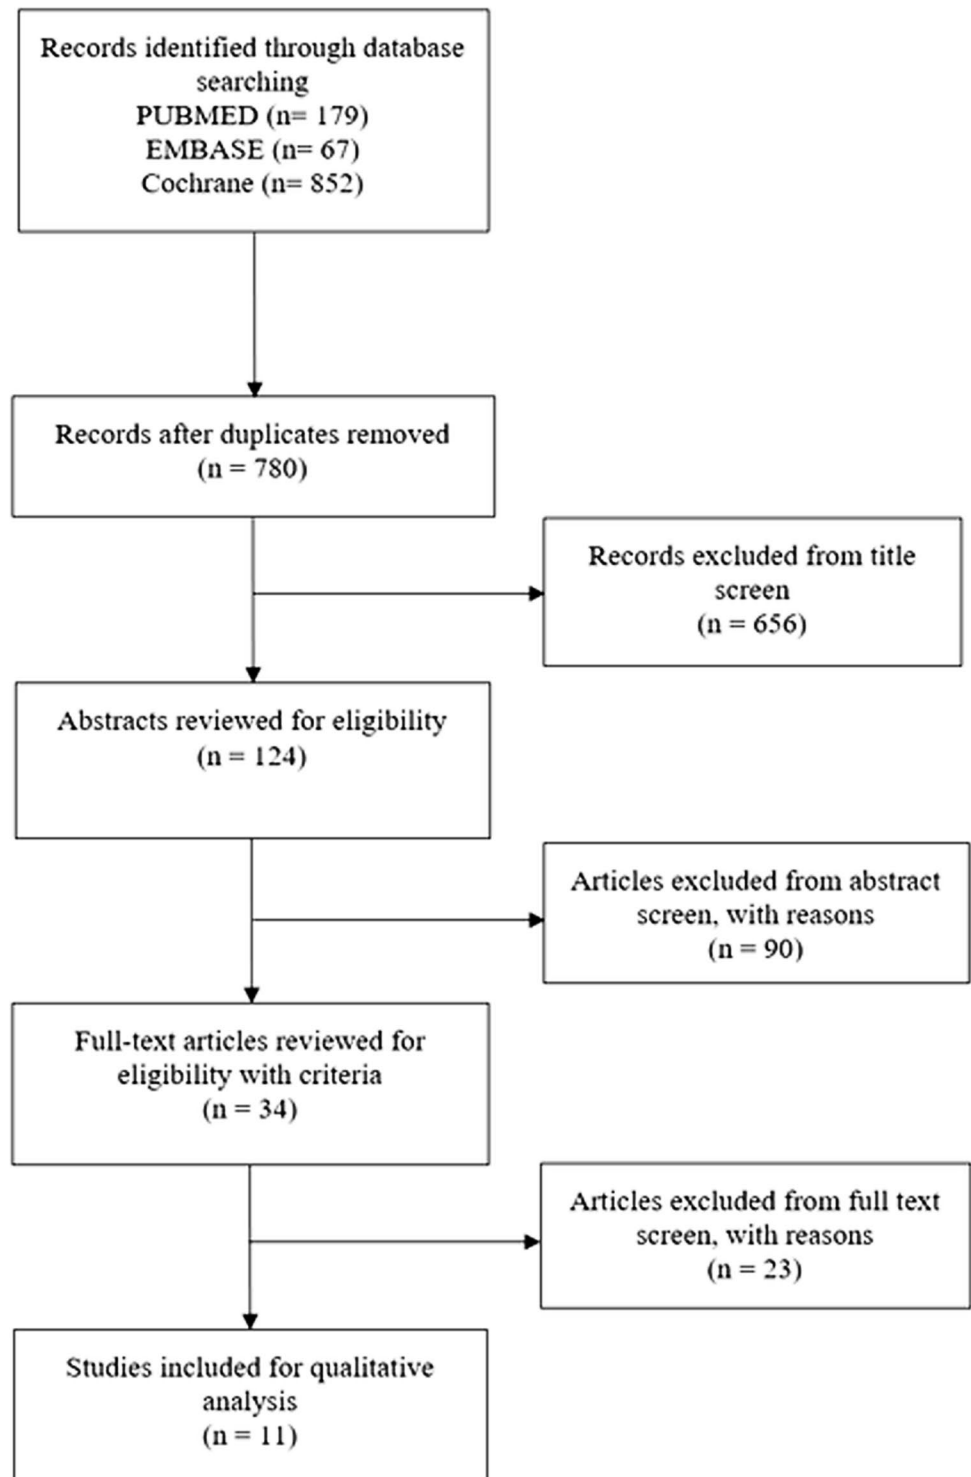 Records identified through database
searching
PUBMED (n= 179)
EMBASE (n= 67)
Cochrane (n= 852)
Records after duplicates removed
(n = 780)
Records excluded from title
screen
(n = 656)
Abstracts reviewed for eligibility
(n = 124)
Articles excluded from abstract
screen, with reasons
(n = 90)
Full-text articles reviewed for
eligibility with criteria
(n = 34)
Articles excluded from full text
screen, with reasons
(n = 23)
Studies included for qualitative
analysis
(n = 11)